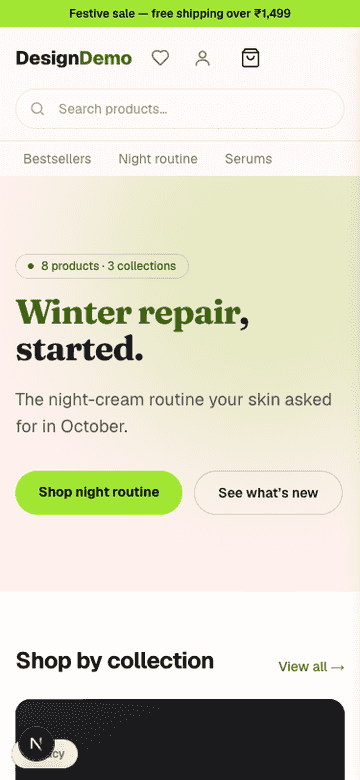 Festive sale — free shipping over ₹1,499
DesignDemo
Search products...
Bestsellers Night routine Serums
8 products · 3 collections
Winter repair,
started.
The night-cream routine your skin asked
for in October.
Shop night routine See what's new
Shop by collection View all →
N